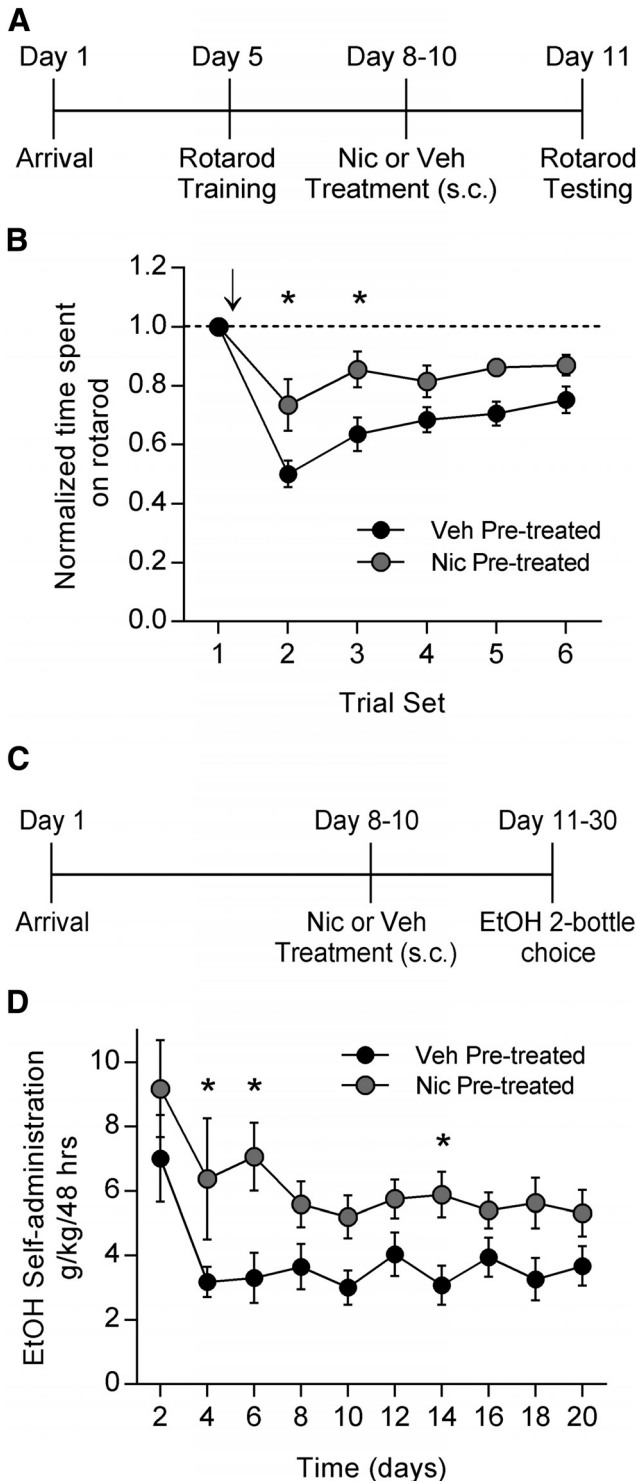 A
Day 1 Day 5 Day 8-10 Day 11
Arrival Rotarod Nic or Veh Rotarod
Training Treatment (s.c.) Testing
B
Normalized time spent
on rotarod
1.2
* *
1.0
0.8
0.6
0.4
Veh Pre-treated
0.2
Nic Pre-treated
0.0
1 2 3 4 5 6
Trial Set
C
Day 1 Day 8-10 Day 11-30
Arrival Nic or Veh EtOH 2-bottle
Treatment (s.c.) choice
D
EtOH Self-administration
g/kg/48 hrs
Veh Pre-treated
Nic Pre-treated
10
* *
8
*
6
4
2
0
2 4 6 8 10 12 14 16 18 20
Time (days)